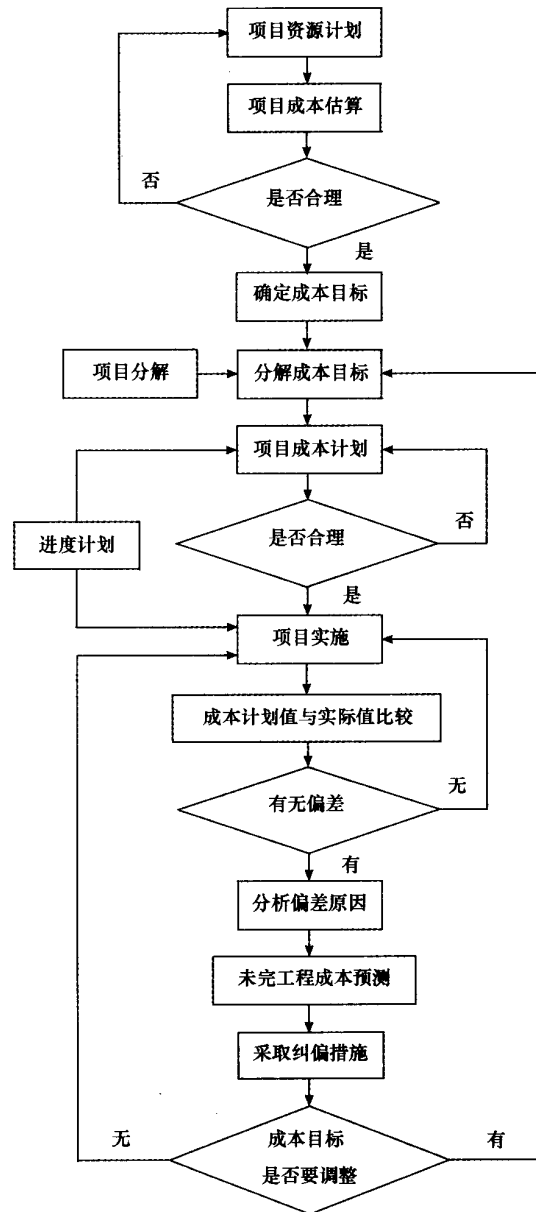 项目资源计划
项目成本估算
否
是否合理
是
确定成本目标
项目分解
分解成本目标
项目成本计划
进度计划
是否合理
否
是
项目实施
成本计划值与实际值比较
有无偏差
无
有
分析偏差原因
未完工程成本预测
采取纠偏措施
无
成本目标
是否要调整
有